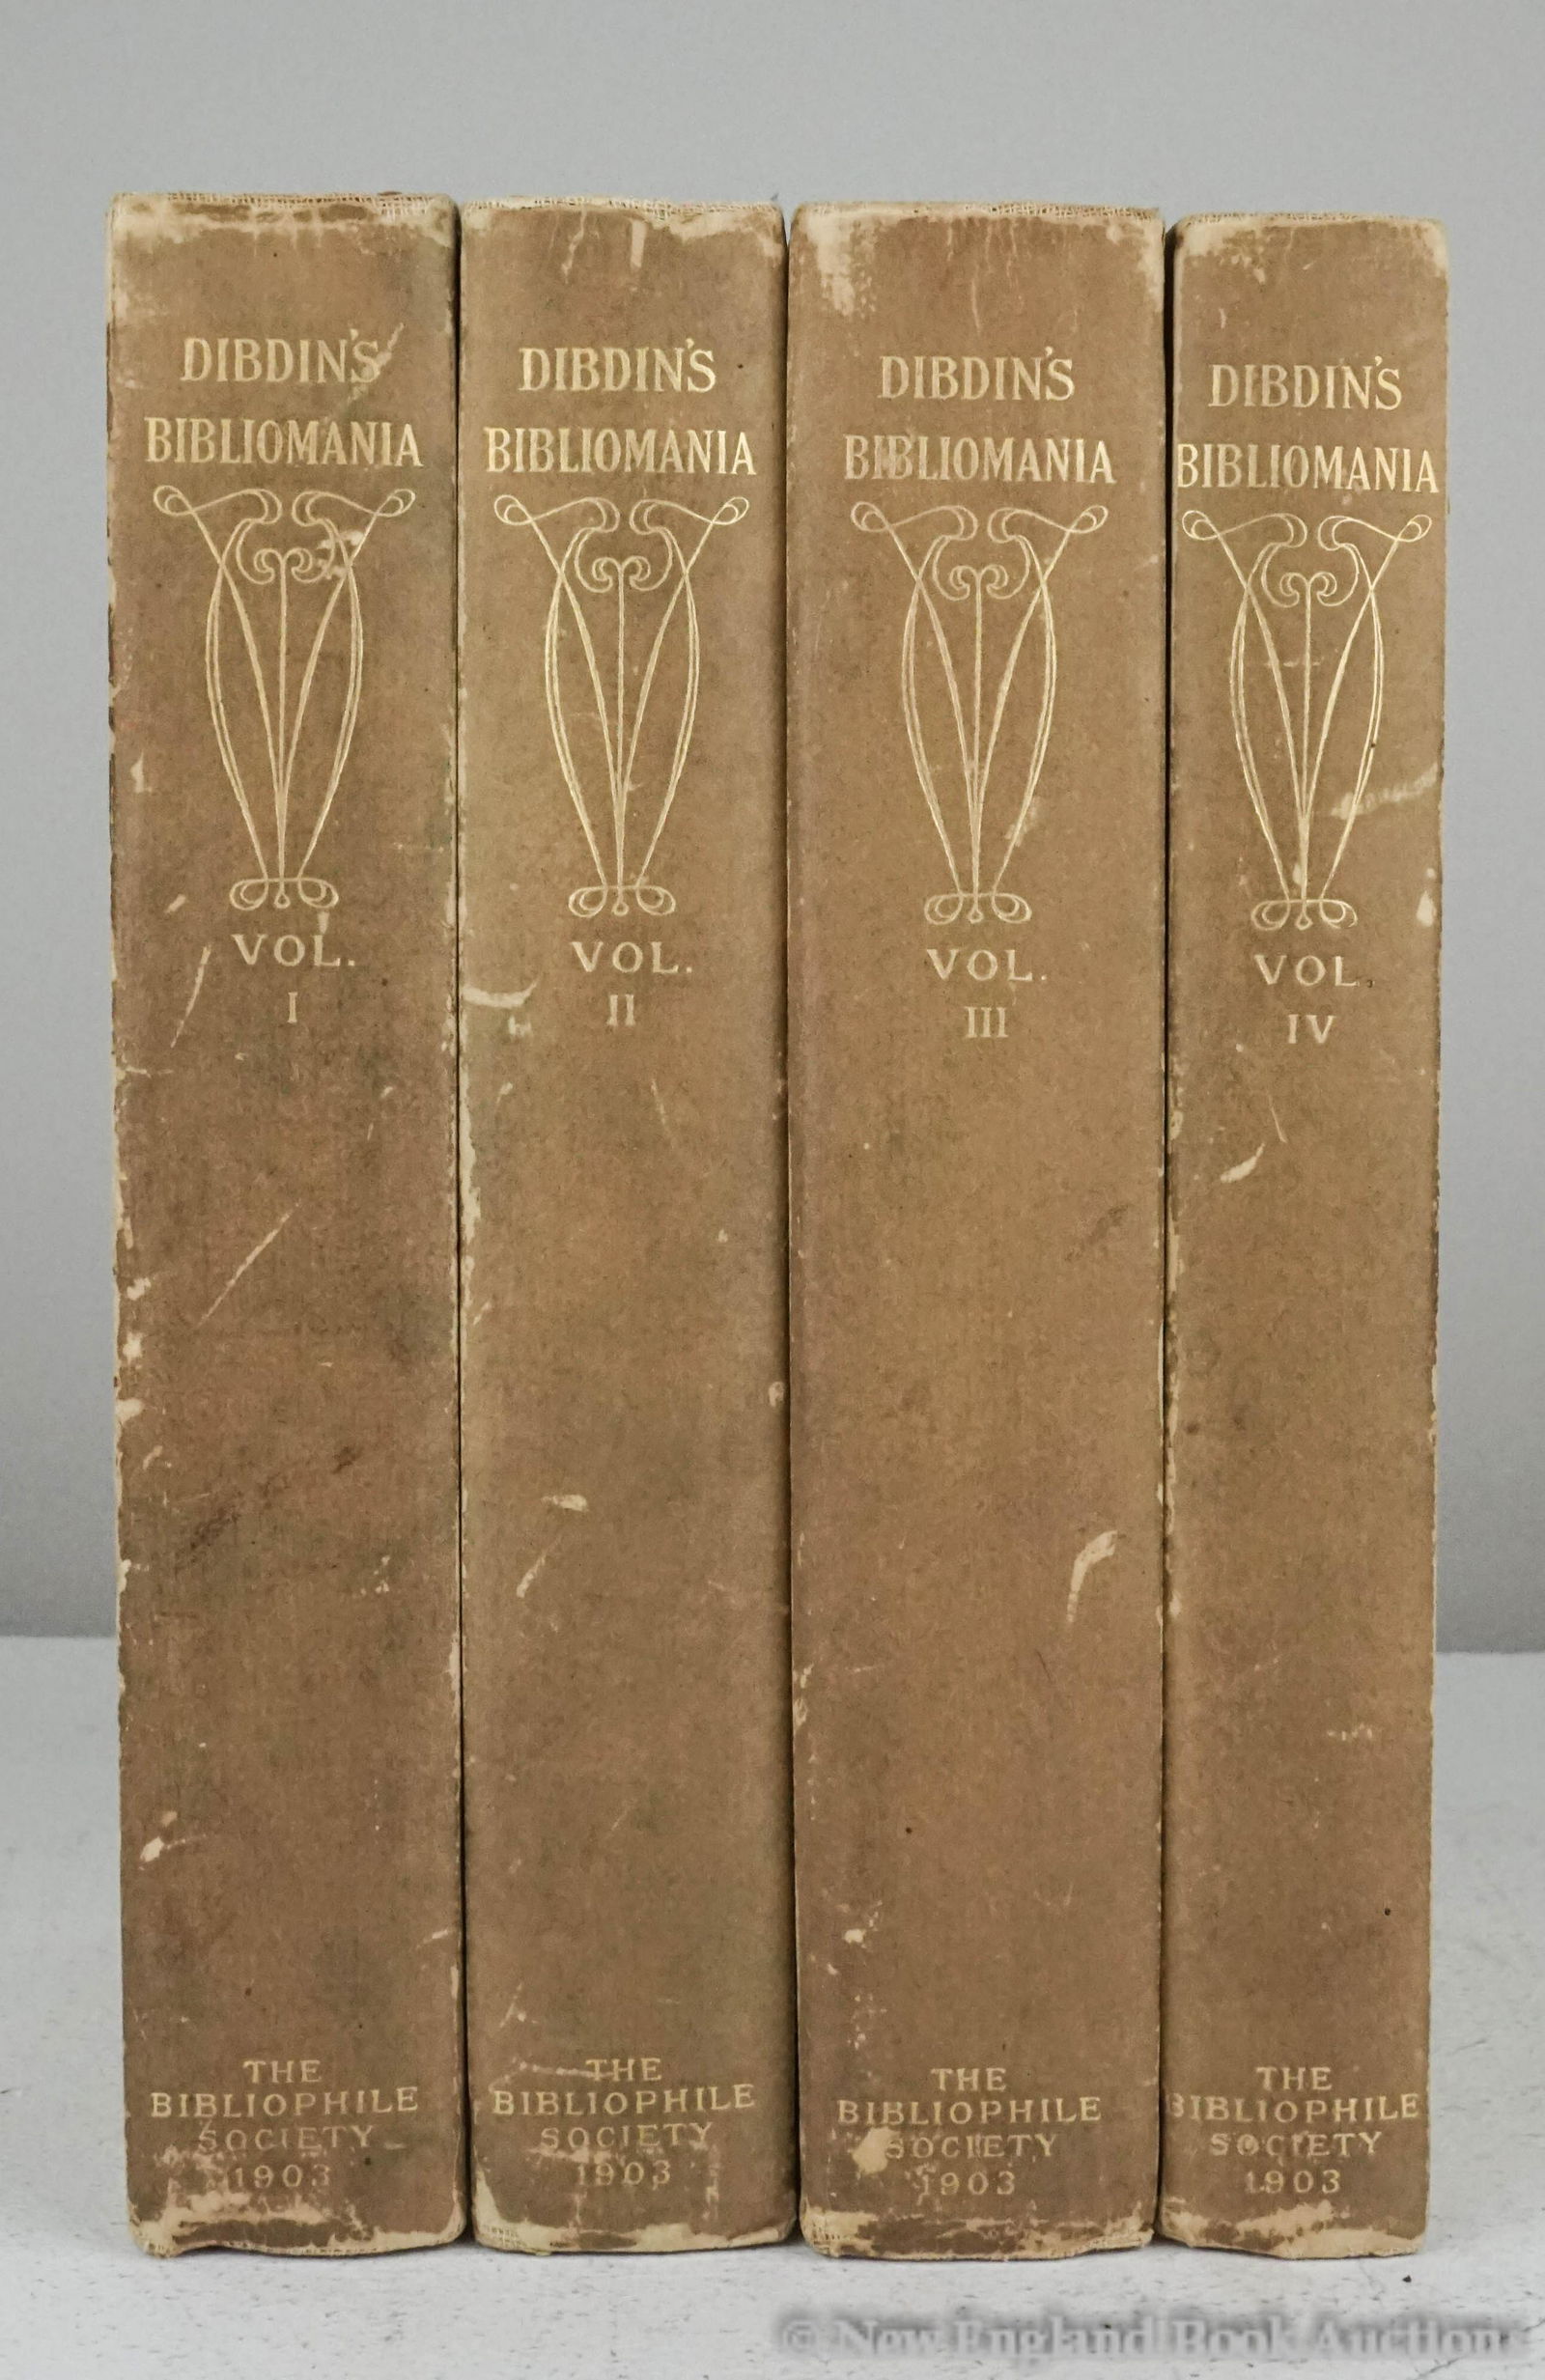 DIBDIN'S
BIBLIOMANIA
VOL.
I
THE
BIBLIOPHILE
SOCIETY
1903
DIBDIN'S
BIBLIOMANIA
VOL.
II
THE
BIBLIOPHILE
SOCIETY
1903
DIBDIN'S
BIBLIOMANIA
VOL.
III
THE
BIBLIOPHILE
SOCIETY
1903
DIBDIN'S
BIBLIOMANIA
VOL.
IV
THE
BIBLIOPHILE
SOCIETY
1903
© New England Book Auctions